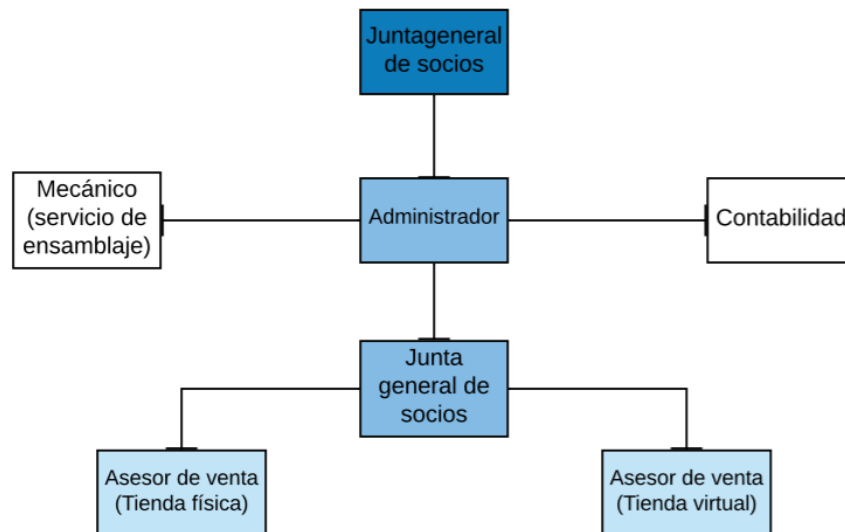 Juntageneral
de socios
Mecánico
(servicio de
ensamblaje)
Administrador
Contabilidad
Junta
general de
socios
Asesor de venta
(Tienda física)
Asesor de venta
(Tienda virtual)